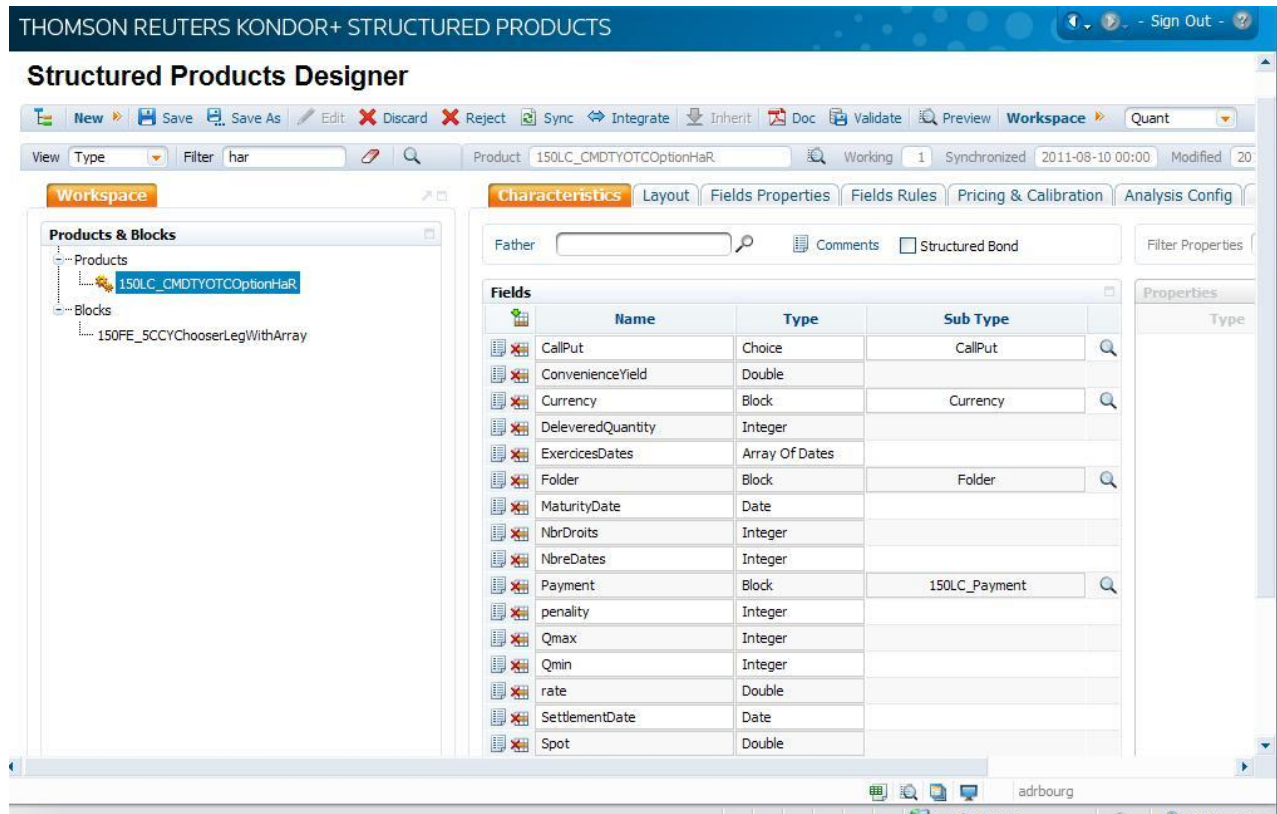 THOMSON REUTERS KONDOR+ STRUCTURED PRODUCTS - Sign Out -
Structured Products Designer
New Save Save As Edit Discard Reject Sync Integrate Inherit Doc Validate Preview Workspace Quant
View Type Filter har Product 150LC_CMDTYOTCOptionHaR Working 1 Synchronized 2011-08-10 00:00 Modified 20
Workspace Characteristics Layout Fields Properties Fields Rules Pricing & Calibration Analysis Config
Products & Blocks
Products
150LC_CMDTYOTCOptionHaR
Blocks
150FE_5CCYChooserLegWithArray
Father Comments Structured Bond Filter Properties
Fields Properties
Name Type Sub Type Type
CallPut Choice CallPut
ConvenienceYield Double
Currency Block Currency
DeleveredQuantity Integer
ExercicesDates Array Of Dates
Folder Block Folder
MaturityDate Date
NbrDroits Integer
NbreDates Integer
Payment Block 150LC_Payment
penality Integer
Qmax Integer
Qmin Integer
rate Double
SettlementDate Date
Spot Double
adrbourg